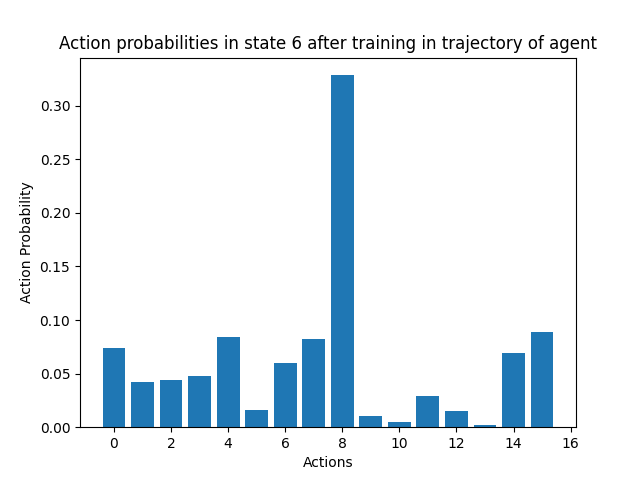 Action probabilities in state 6 after training in trajectory of agent
Action Probability
0.30
0.25
0.20
0.15
0.10
0.05
0.00
0 2 4 6 8 10 12 14 16
Actions